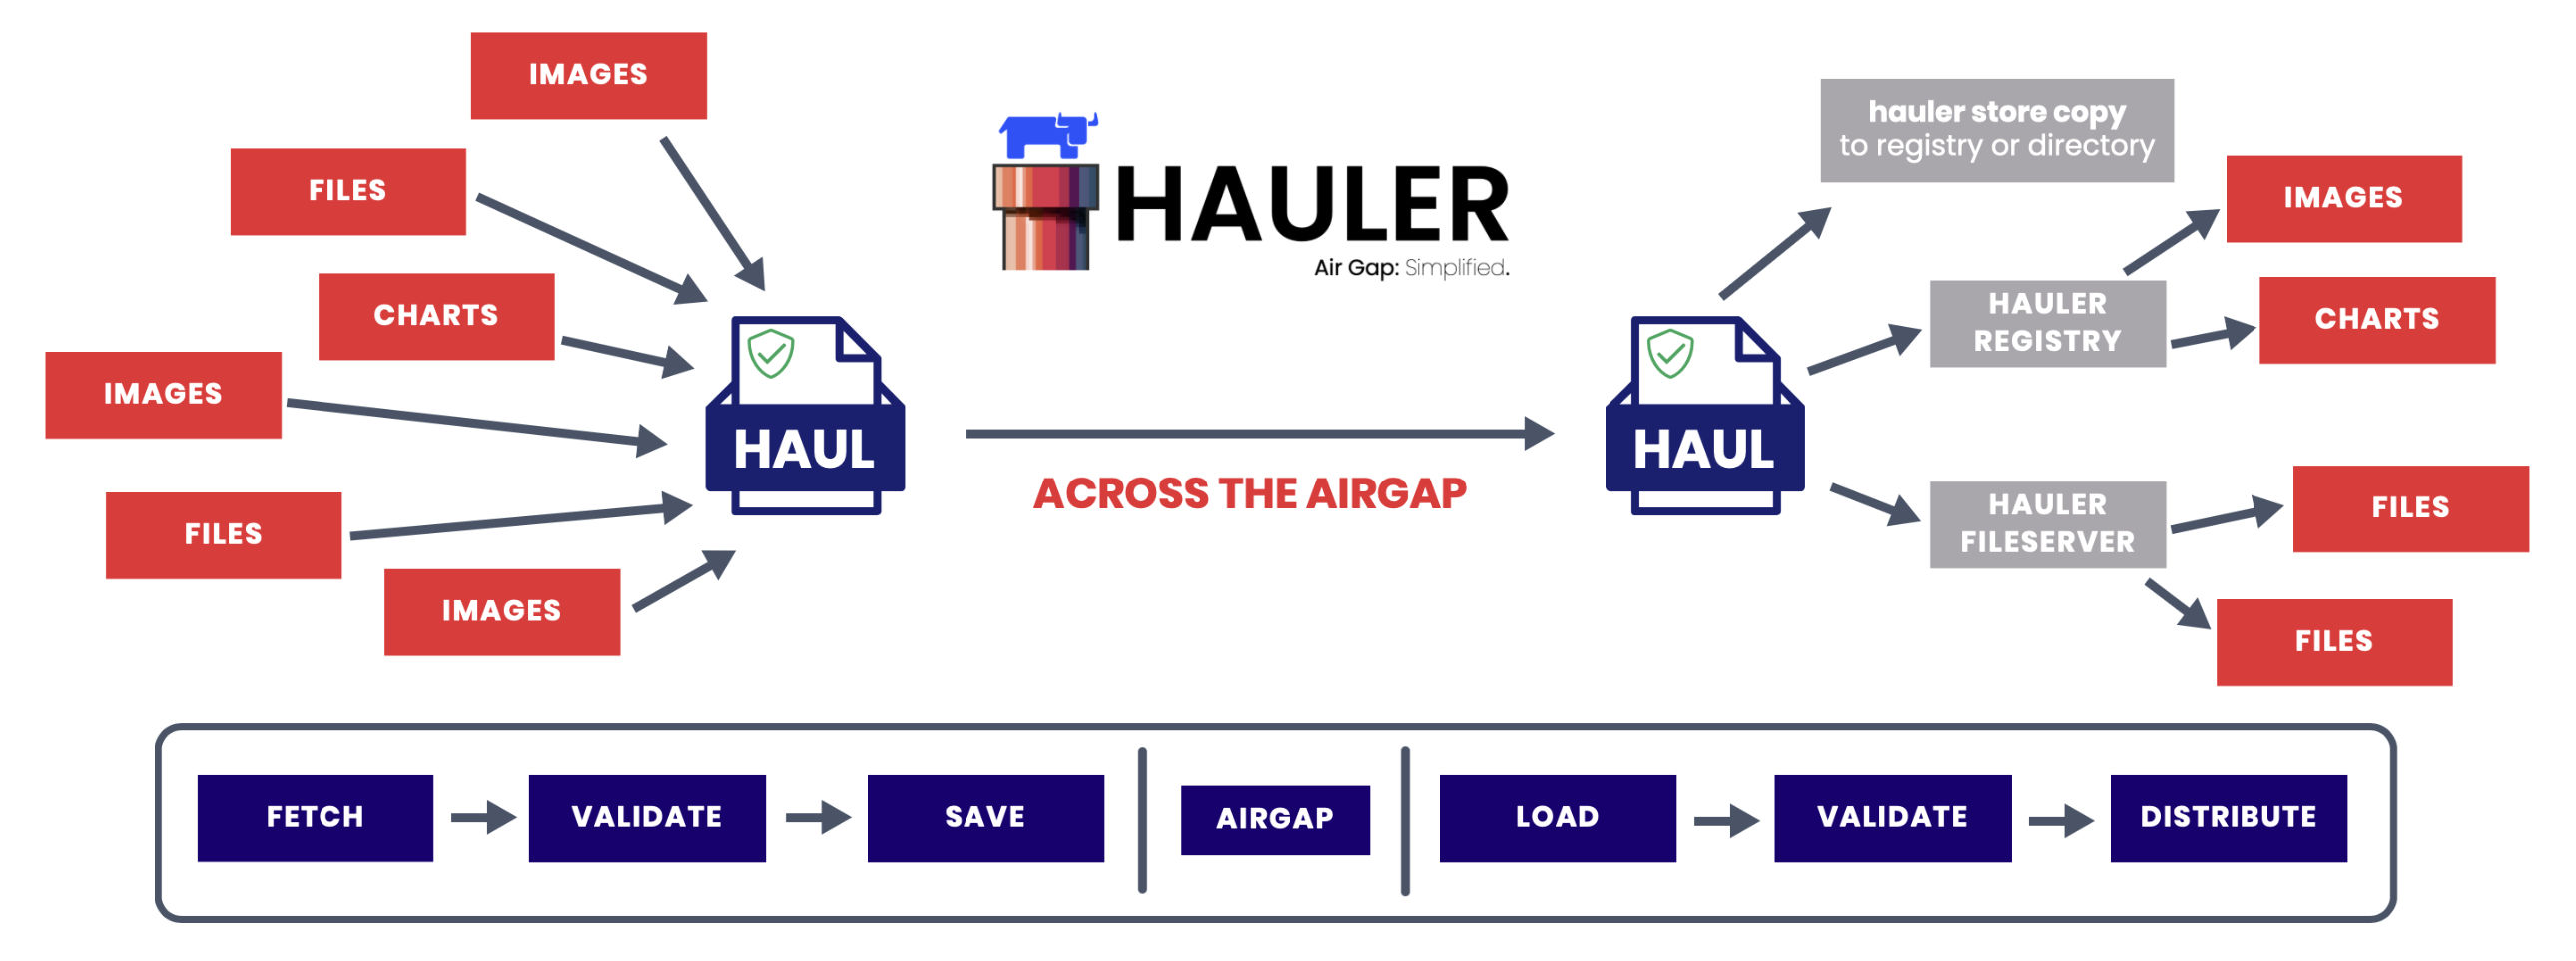 IMAGES
FILES
CHARTS
IMAGES
FILES
IMAGES
HAUL
HAULER
Air Gap: Simplified.
ACROSS THE AIRGAP
HAUL
hauler store copy
to registry or directory
HAULER
REGISTRY
IMAGES
CHARTS
HAULER
FILESERVER
FILES
FILES
FETCH
VALIDATE
SAVE
AIRGAP
LOAD
VALIDATE
DISTRIBUTE